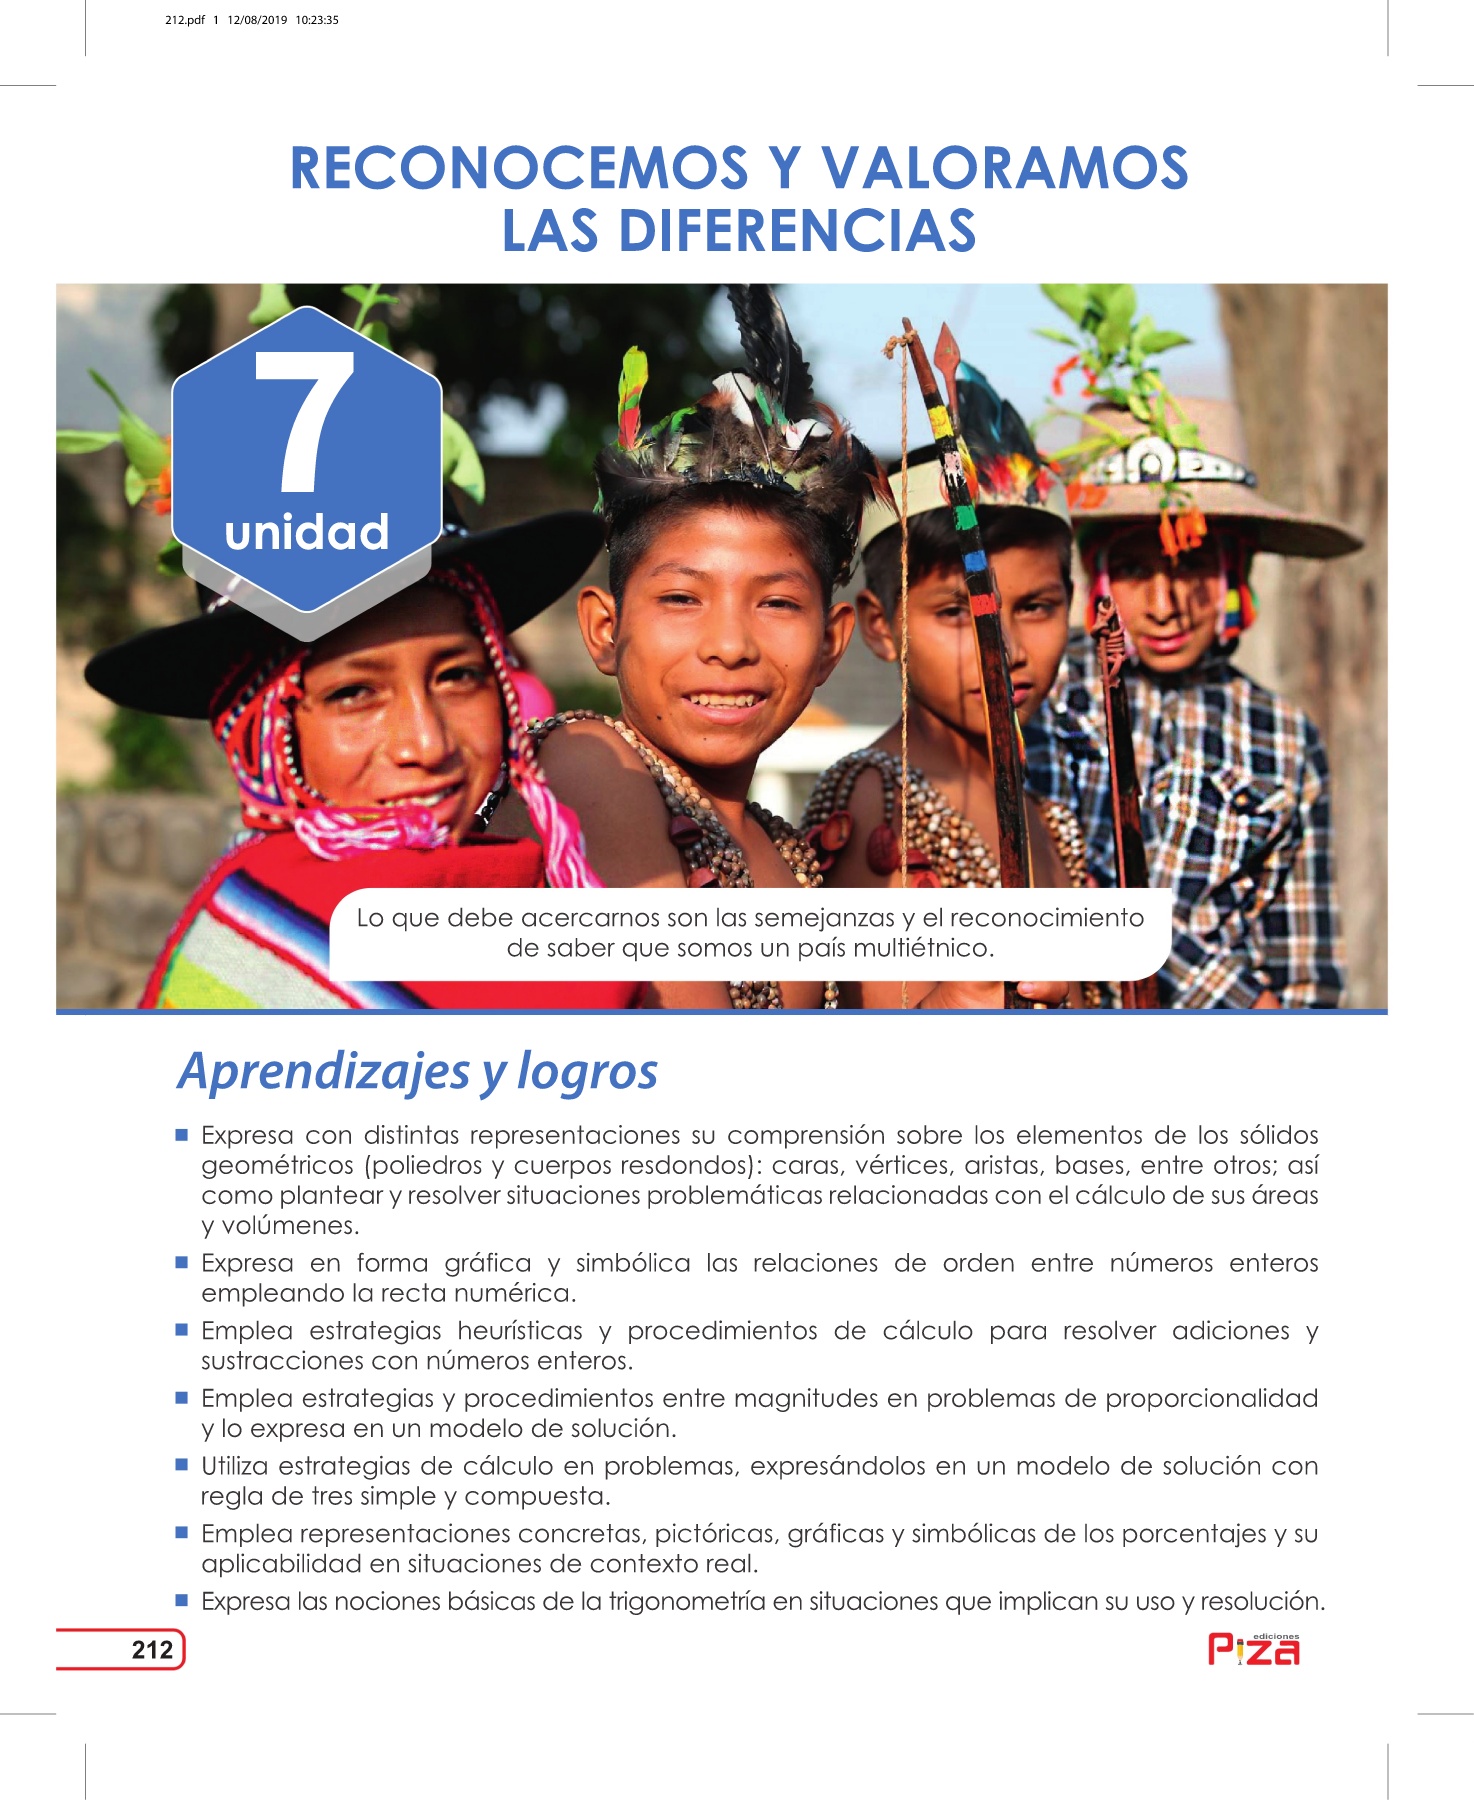 212.pdf 1 12/08/2019 10:23:35
RECONOCEMOS Y VALORAMOS
LAS DIFERENCIAS
7
unidad
Lo que debe acercarnos son las semejanzas y el reconocimiento
de saber que somos un país multiétnico.
Aprendizajes y logros
Expresa con distintas representaciones su comprensión sobre los elementos de los sólidos
geométricos (poliedros y cuerpos resdondos): caras, vértices, aristas, bases, entre otros; así
como plantear y resolver situaciones problemáticas relacionadas con el cálculo de sus áreas
y volúmenes.
Expresa en forma gráfica y simbólica las relaciones de orden entre números enteros
empleando la recta numérica.
Emplea estrategias heurísticas y procedimientos de cálculo para resolver adiciones y
sustracciones con números enteros.
Emplea estrategias y procedimientos entre magnitudes en problemas de proporcionalidad
y lo expresa en un modelo de solución.
Utiliza estrategias de cálculo en problemas, expresándolos en un modelo de solución con
regla de tres simple y compuesta.
Emplea representaciones concretas, pictóricas, gráficas y simbólicas de los porcentajes y su
aplicabilidad en situaciones de contexto real.
Expresa las nociones básicas de la trigonometría en situaciones que implican su uso y resolución.
212
ediciones
Piza